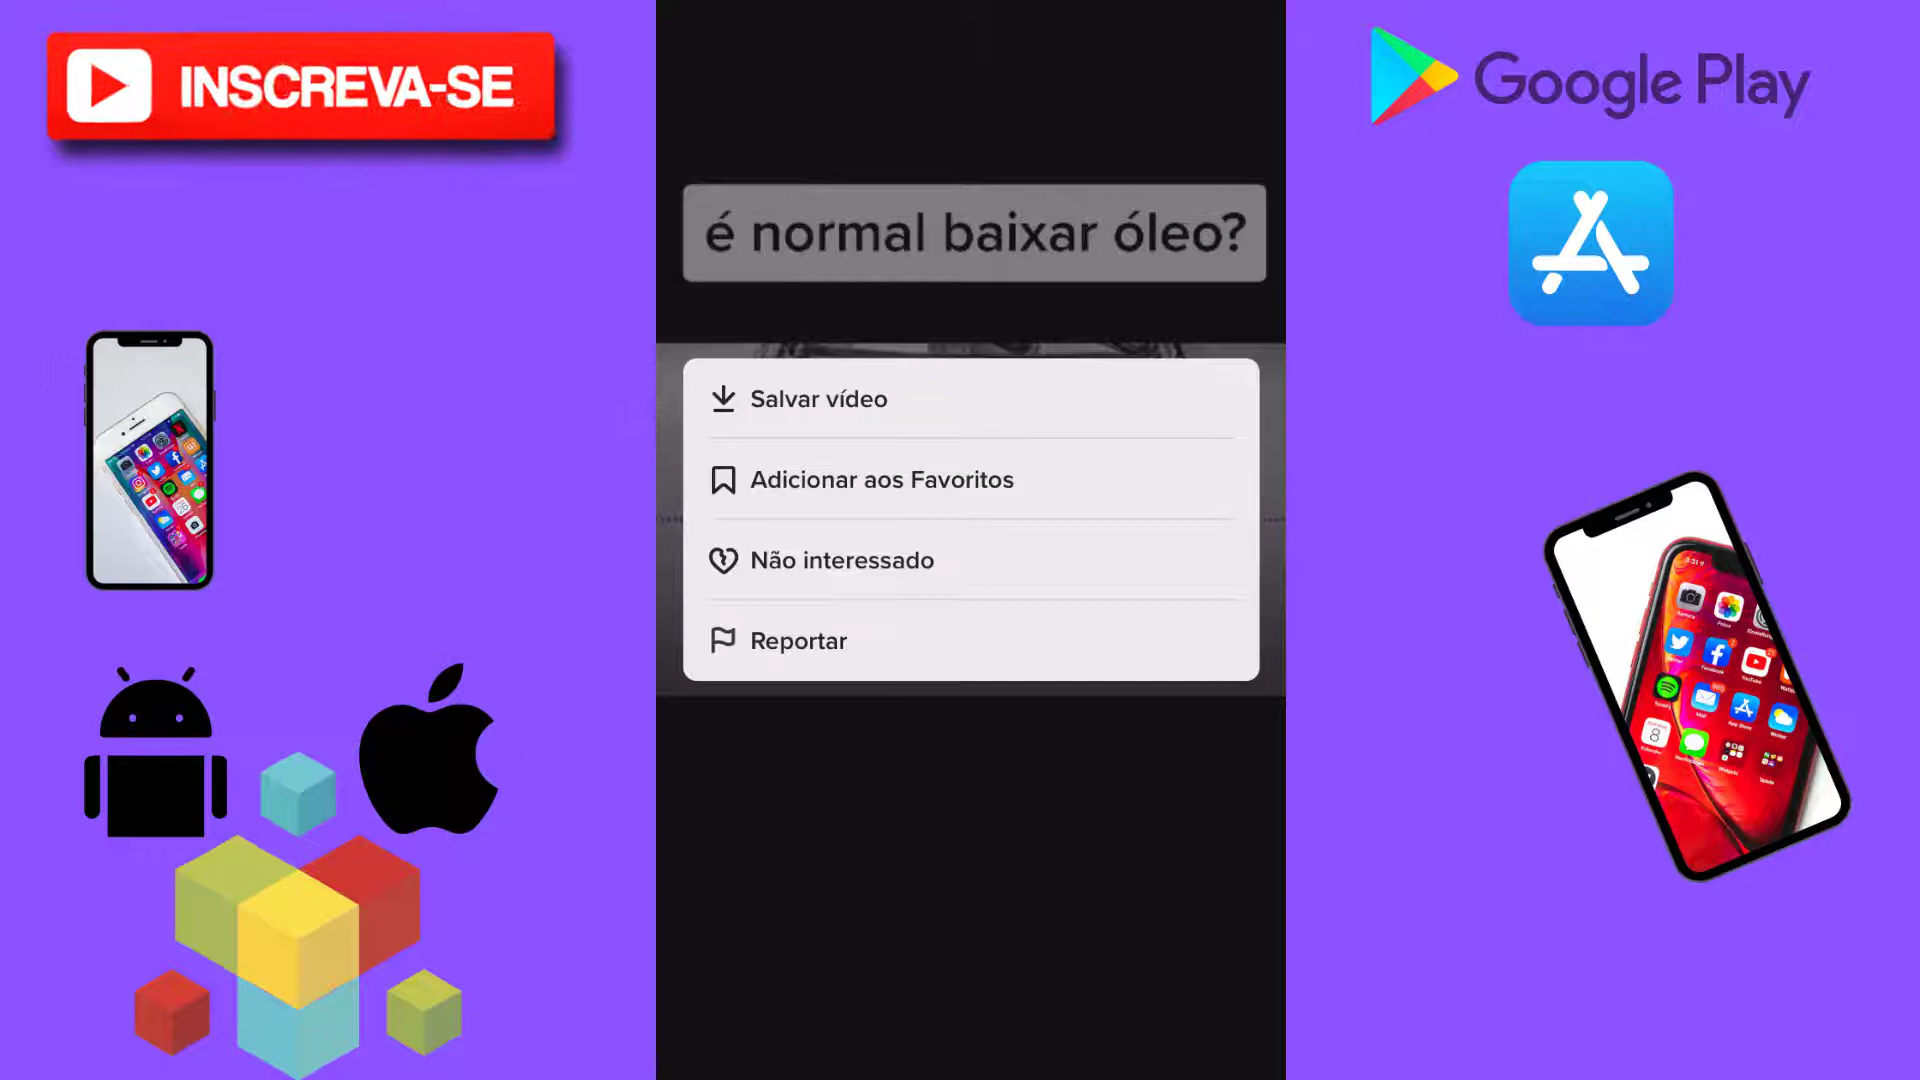 INSCREVA-SE
Google Play
é normal baixar óleo?
Salvar vídeo
Adicionar aos Favoritos
Não interessado
Reportar